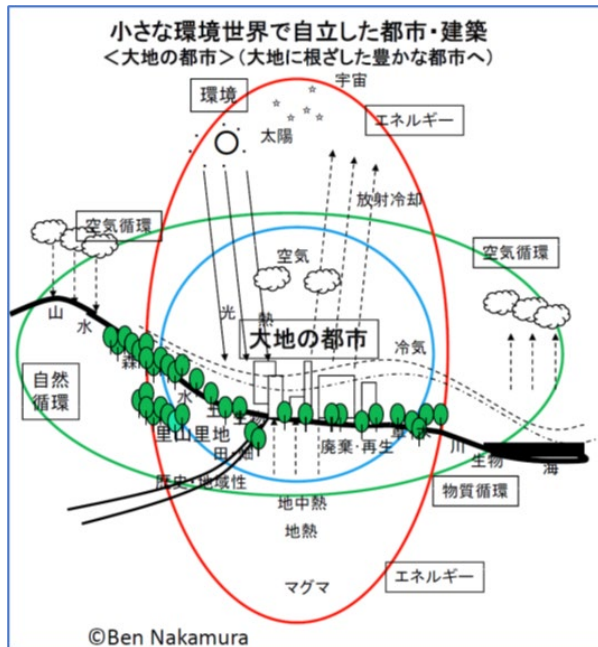 小さな環境世界で自立した都市・建築
＜大地の都市＞（大地に根ざした豊かな都市へ）
宇宙
環境
エネルギー
太陽
放射冷却
空気循環
空気
空気循環
山
水
光
熱
大地の都市
冷気
森
自然
循環
水
里山里地
田・畑
廃棄・再生
川
生物
海
歴史・地域性
物質循環
地中熱
地熱
エネルギー
マグマ
©Ben Nakamura